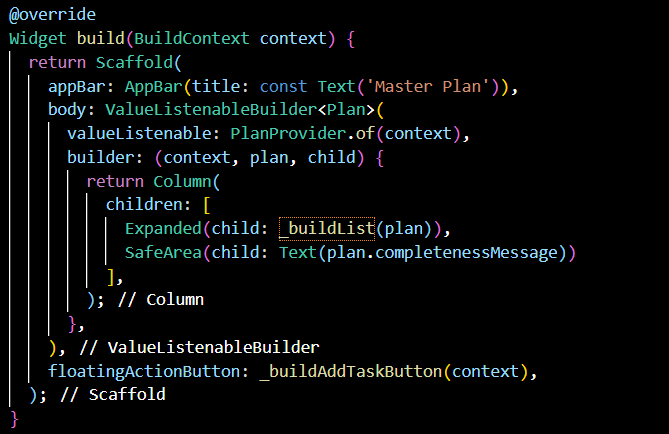 @override
Widget build(BuildContext context) {
  return Scaffold(
    appBar: AppBar(title: const Text('Master Plan')),
    body: ValueListenableBuilder<Plan>(
      valueListenable: PlanProvider.of(context),
      builder: (context, plan, child) {
        return Column(
          children: [
            Expanded(child: _buildList(plan)),
            SafeArea(child: Text(plan.completenessMessage))
          ],
        ); // Column
      },
    ), // ValueListenableBuilder
    floatingActionButton: _buildAddTaskButton(context),
  ); // Scaffold
}